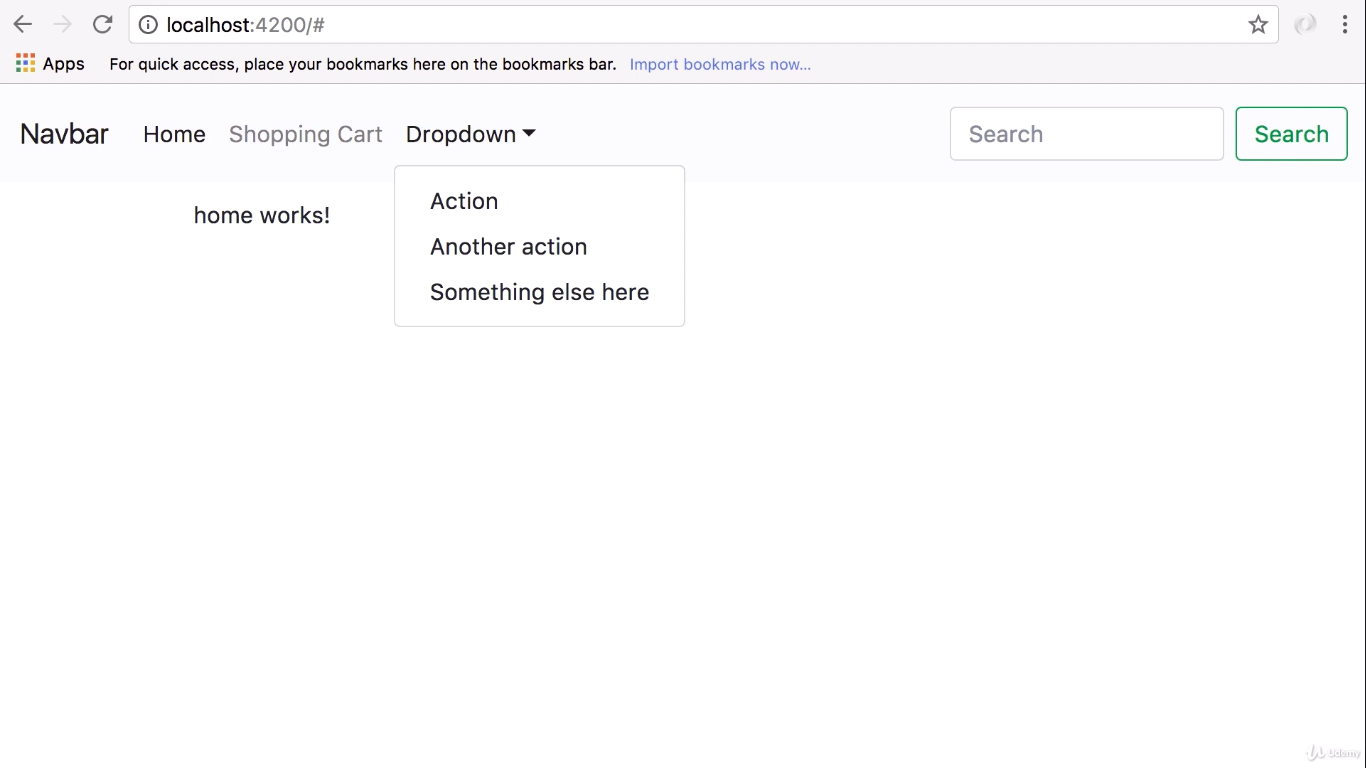 localhost:4200/#
Apps For quick access, place your bookmarks here on the bookmarks bar. Import bookmarks now...
Navbar Home Shopping Cart Dropdown Search Search
Action
home works!
Another action
Something else here
Udemy